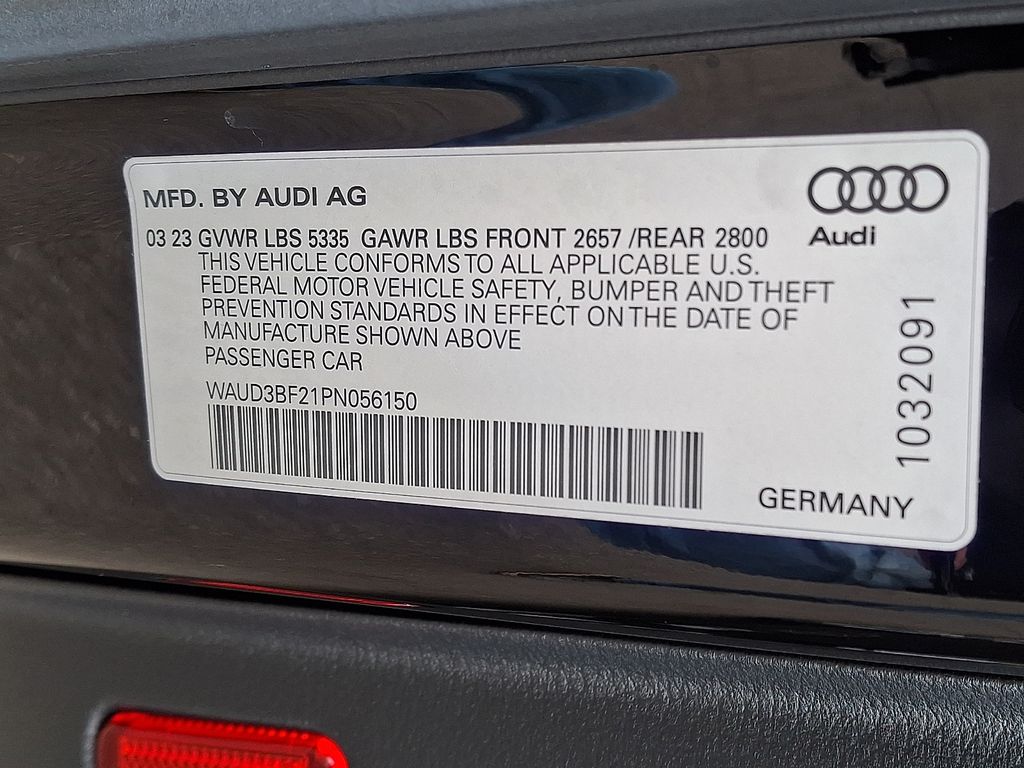 MFD. BY AUDI AG
Audi
03 23 GVWR LBS 5335 GAWR LBS FRONT 2657 /REAR 2800
THIS VEHICLE CONFORMS TO ALL APPLICABLE U.S.
FEDERAL MOTOR VEHICLE SAFETY, BUMPER AND THEFT
PREVENTION STANDARDS IN EFFECT ON THE DATE OF
MANUFACTURE SHOWN ABOVE
PASSENGER CAR
WAUD3BF21PN056150
1032091
GERMANY